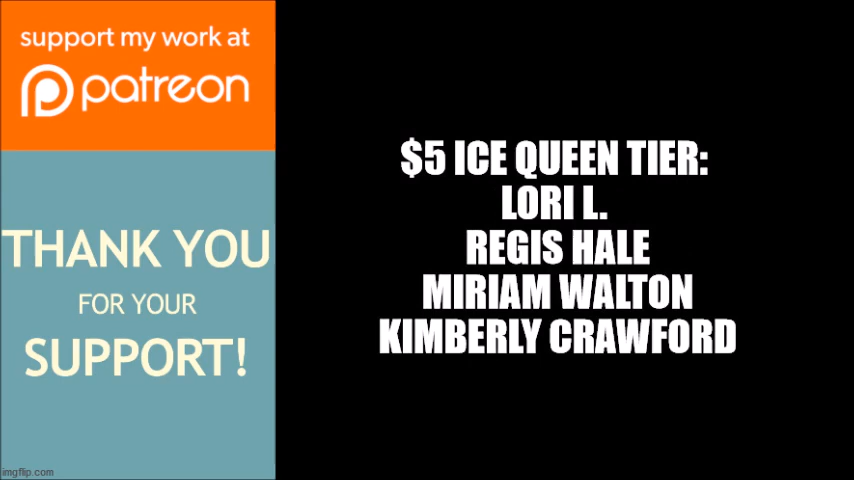 support my work at
patreon
THANK YOU
FOR YOUR
SUPPORT!
$5 ICE QUEEN TIER:
LORI L.
REGIS HALE
MIRIAM WALTON
KIMBERLY CRAWFORD
imgflip.com